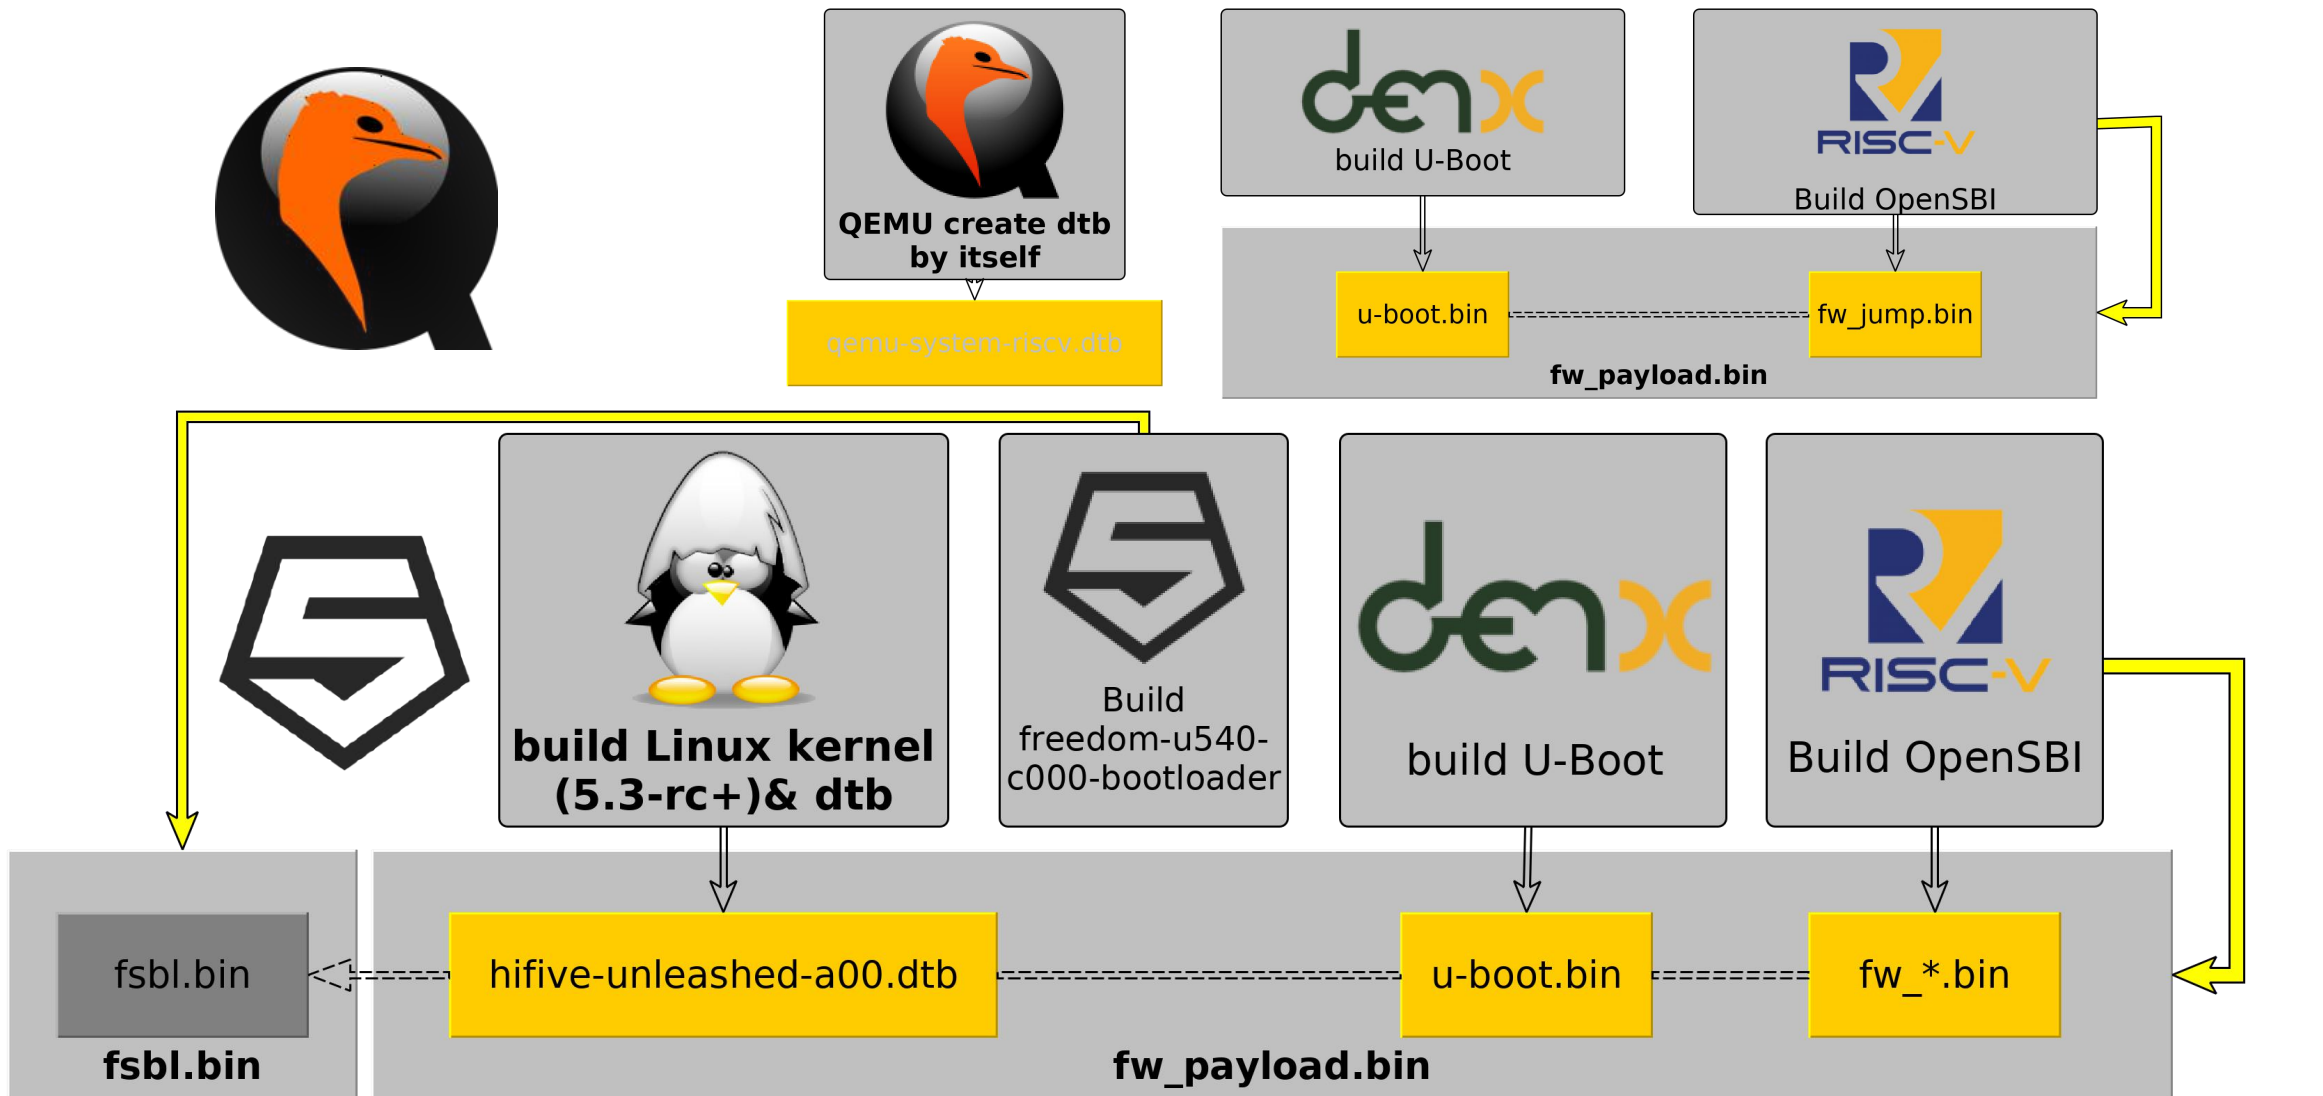 QEMU create dtb
by itself
qemu-system-riscv.dtb
denx
build U-Boot
RISC-V
Build OpenSBI
u-boot.bin
fw_jump.bin
fw_payload.bin
build Linux kernel
(5.3-rc+)& dtb
Build
freedom-u540-
c000-bootloader
denx
build U-Boot
RISC-V
Build OpenSBI
fsbl.bin
fsbl.bin
hifive-unleashed-a00.dtb
u-boot.bin
fw_*.bin
fw_payload.bin